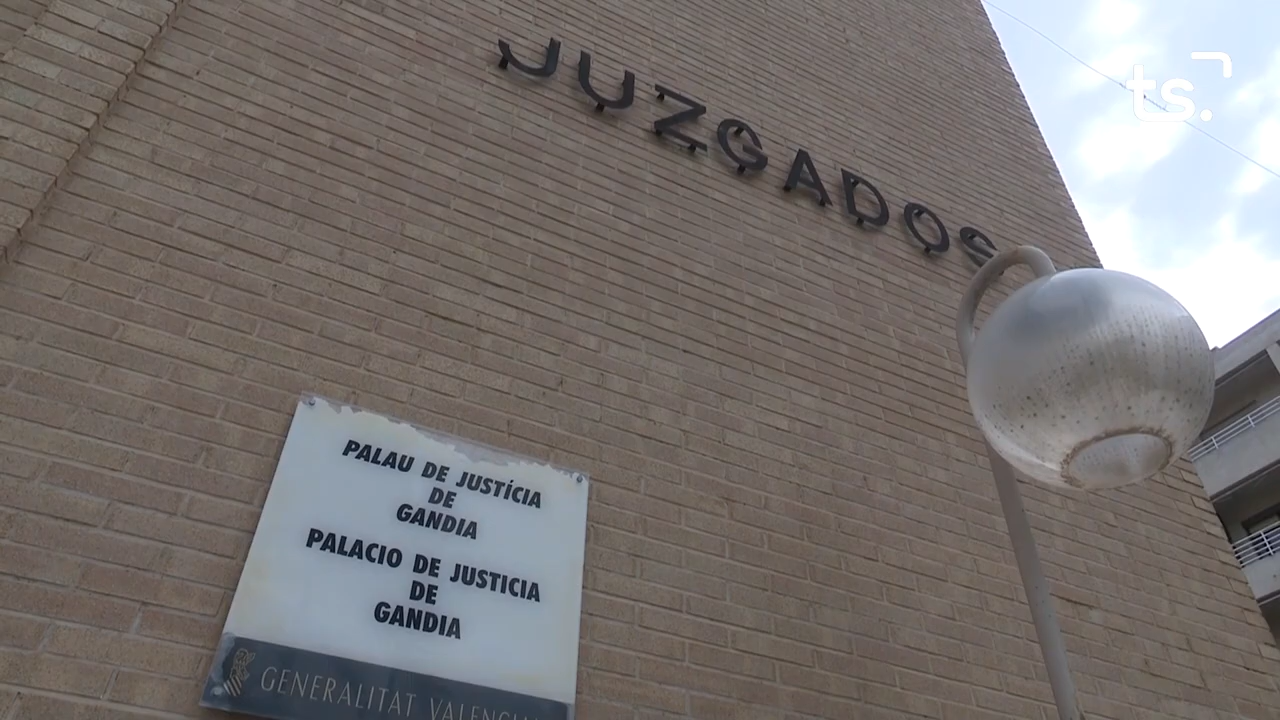 JUZGADOS
ts.
PALAU DE JUSTÍCIA
DE
GANDIA
PALACIO DE JUSTICIA
DE
GANDIA
GENERALITAT